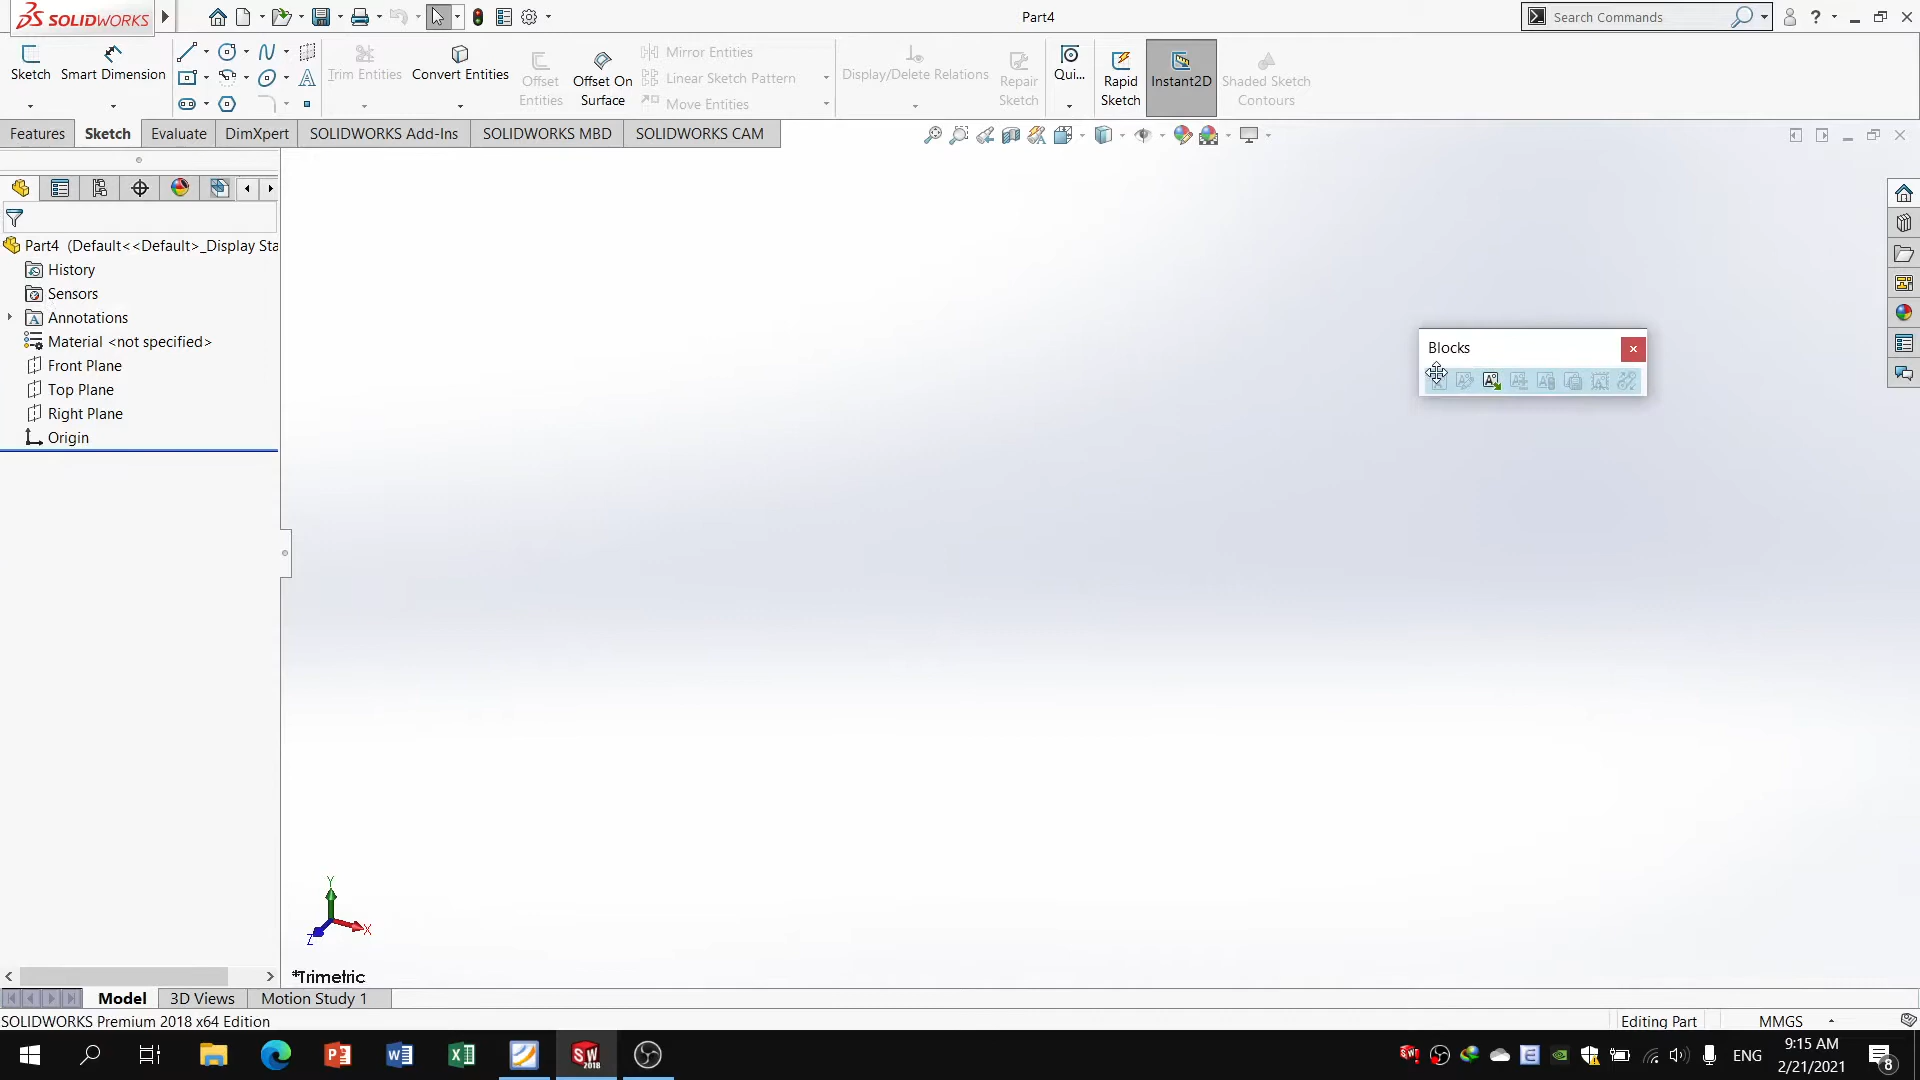 SOLIDWORKS
Part4
Search Commands
Sketch
Smart Dimension
Trim Entities
Convert Entities
Offset Entities
Offset On Surface
Mirror Entities
Linear Sketch Pattern
Move Entities
Display/Delete Relations
Repair Sketch
Qui...
Rapid Sketch
Instant2D
Shaded Sketch Contours
Features
Sketch
Evaluate
DimXpert
SOLIDWORKS Add-Ins
SOLIDWORKS MBD
SOLIDWORKS CAM
Part4 (Default<<Default>_Display Sta
History
Sensors
Annotations
Material <not specified>
Front Plane
Top Plane
Right Plane
Origin
Blocks
Y
X
Z
*Trimetric
Model
3D Views
Motion Study 1
SOLIDWORKS Premium 2018 x64 Edition
Editing Part
MMGS
ENG
9:15 AM
2/21/2021
8